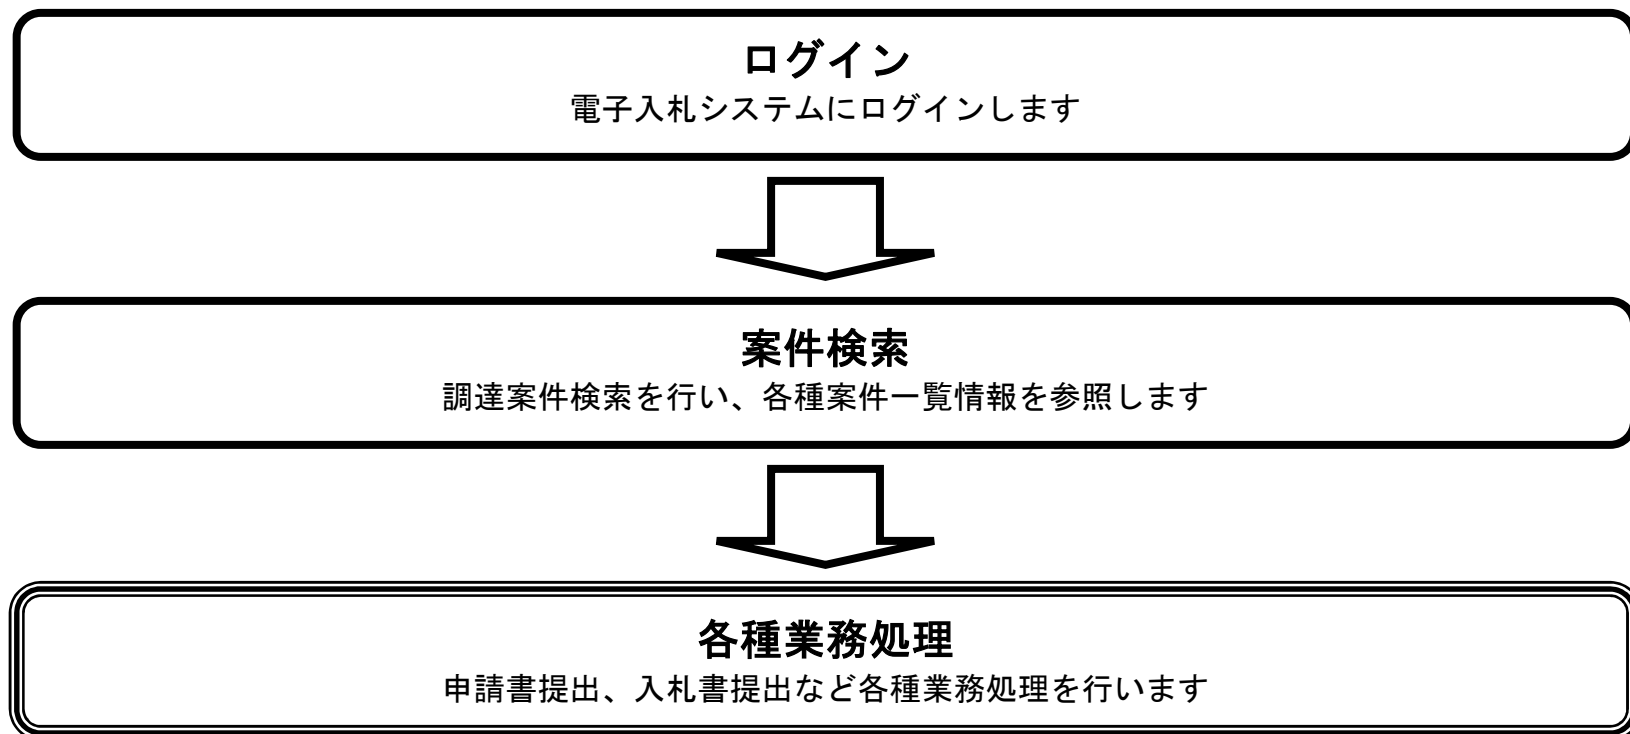 ログイン
電子入札システムにログインします
案件検索
調達案件検索を行い、各種案件一覧情報を参照します
各種業務処理
申請書提出、入札書提出など各種業務処理を行います